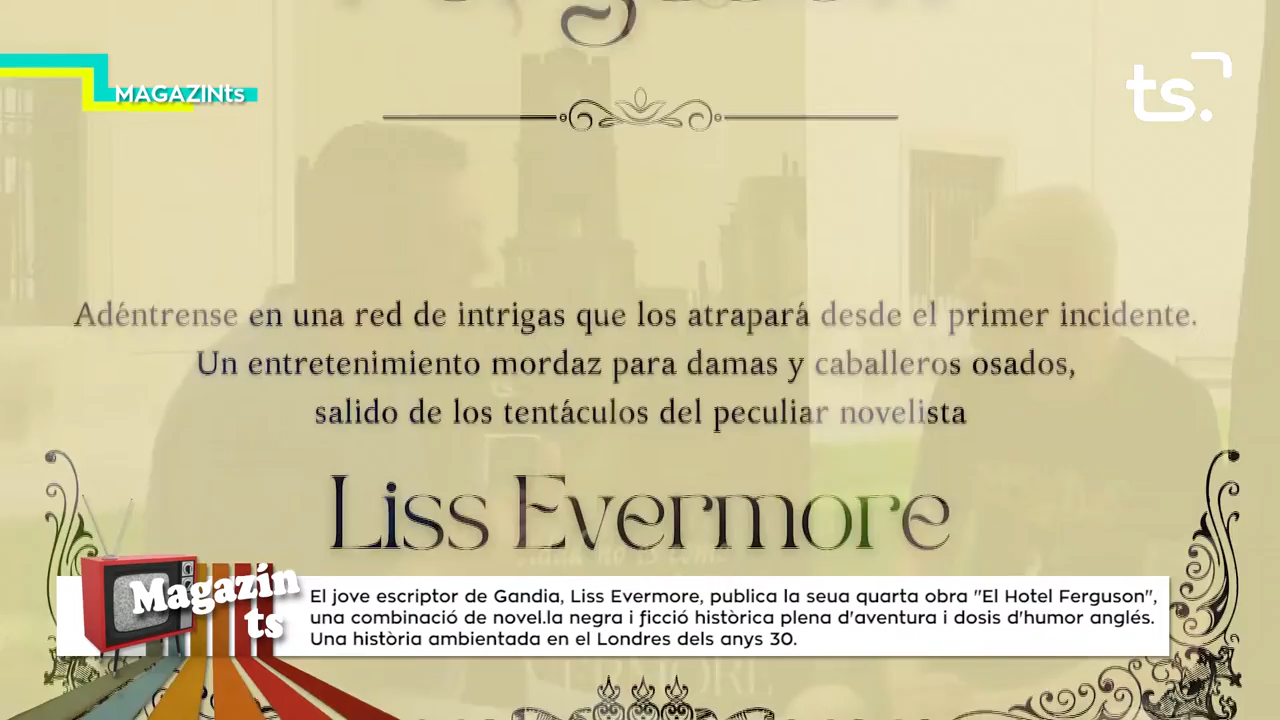 MAGAZINts
ts.
Adéntrense en una red de intrigas que los atrapará desde el primer incidente.
Un entretenimiento mordaz para damas y caballeros osados,
salido de los tentáculos del peculiar novelista
Liss Evermore
Magazin
ts
El jove escriptor de Gandia, Liss Evermore, publica la seua quarta obra "El Hotel Ferguson",
una combinació de novel.la negra i ficció històrica plena d'aventura i dosis d'humor anglés.
Una història ambientada en el Londres dels anys 30.